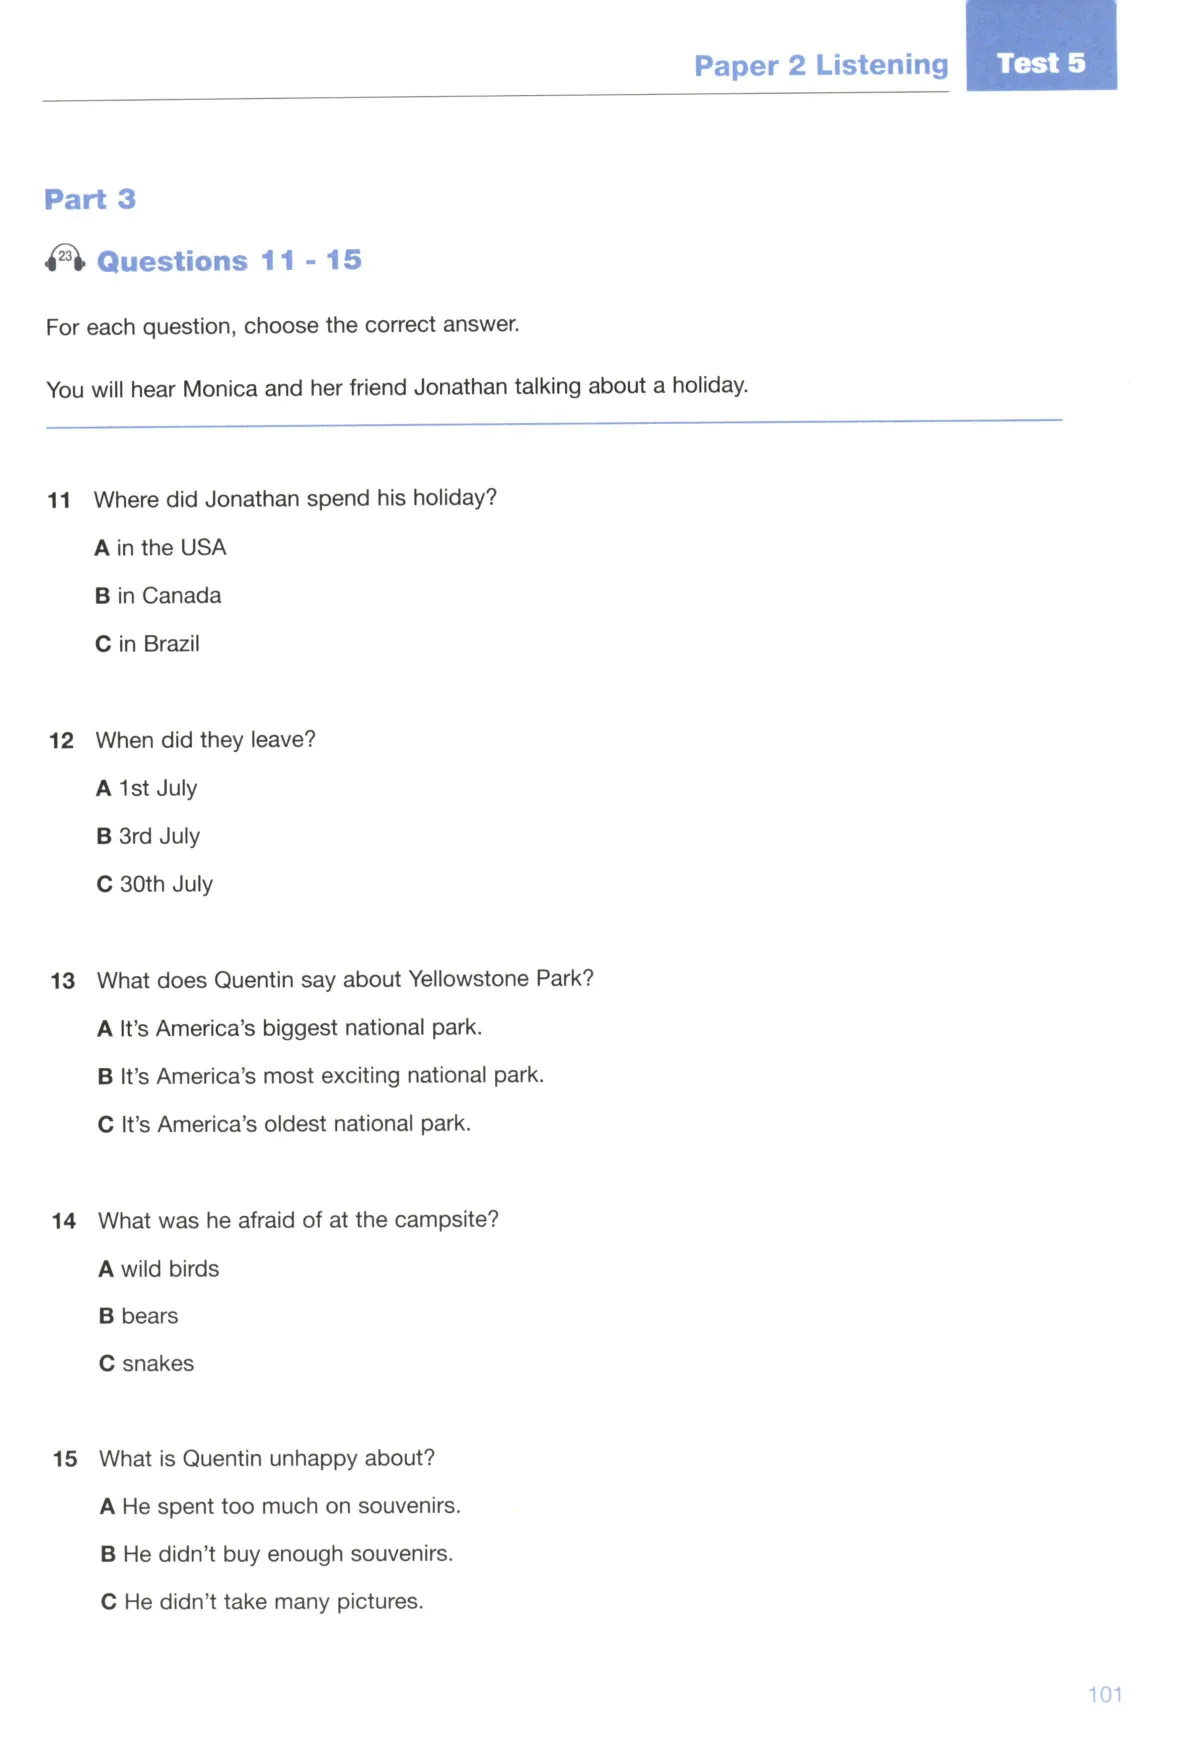 Paper 2 Listening
Test 5
Part 3
23
Questions 11 - 15
For each question, choose the correct answer.
You will hear Monica and her friend Jonathan talking about a holiday.
11 Where did Jonathan spend his holiday?
A in the USA
B in Canada
C in Brazil
12 When did they leave?
A 1st July
B 3rd July
C 30th July
13 What does Quentin say about Yellowstone Park?
A It's America's biggest national park.
B It's America's most exciting national park.
C It's America's oldest national park.
14 What was he afraid of at the campsite?
A wild birds
B bears
C snakes
15 What is Quentin unhappy about?
A He spent too much on souvenirs.
B He didn't buy enough souvenirs.
C He didn't take many pictures.
101